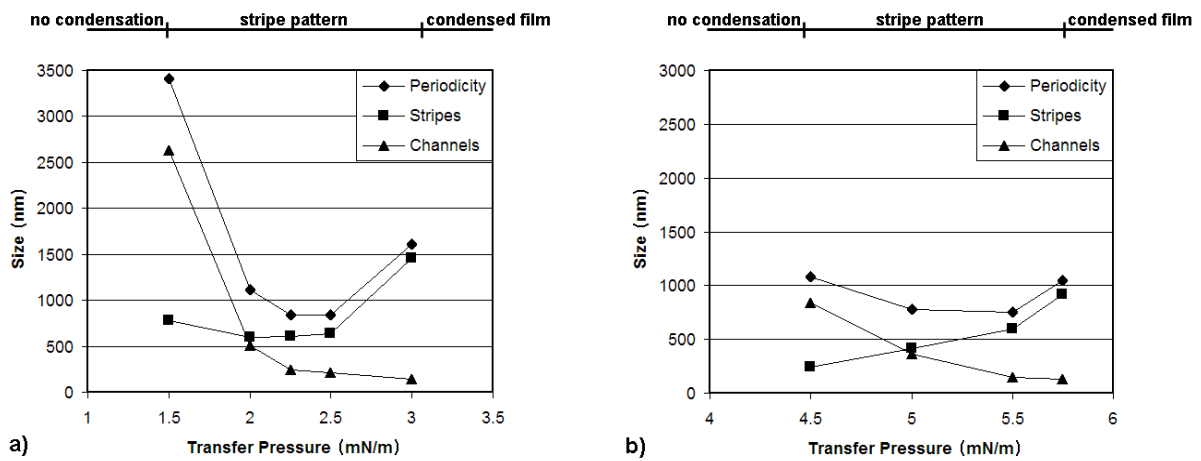 no condensation stripe pattern condensed film
3500
3000
2500
2000
1500
1000
500
0
Size (nm)
Periodicity
Stripes
Channels
1 1.5 2 2.5 3 3.5
Transfer Pressure (mN/m)
a)
no condensation stripe pattern condensed film
3000
2500
2000
1500
1000
500
0
Size (nm)
Periodicity
Stripes
Channels
4 4.5 5 5.5 6
Transfer Pressure (mN/m)
b)